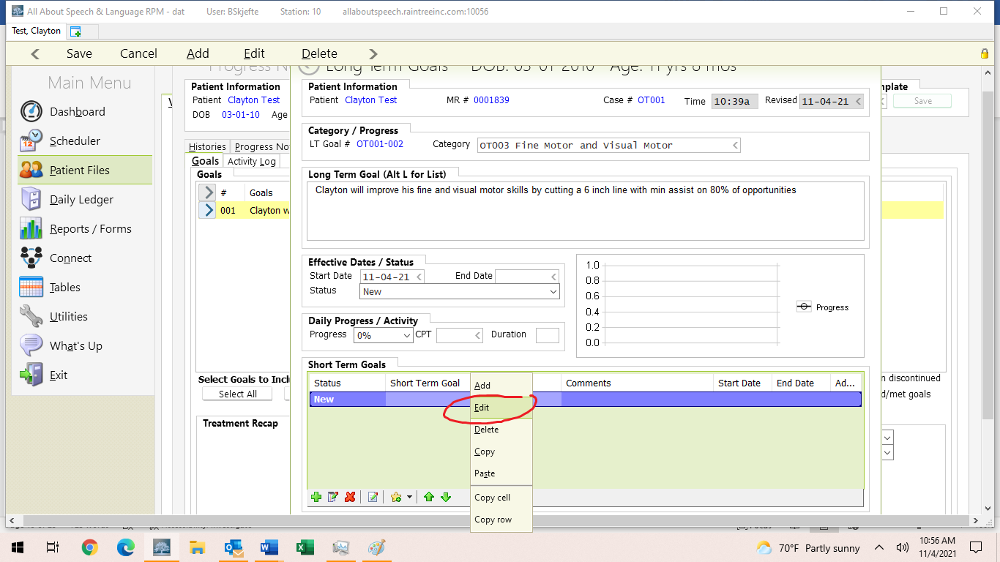 All About Speech & Language RPM - dat User: BSkjefte Station: 10 allaboutspeech.raintreeinc.com:10056
Test, Clayton
Save Cancel Add Edit Delete
Main Menu
Dashboard
Scheduler
Patient Files
Daily Ledger
Reports / Forms
Connect
Tables
Utilities
What's Up
Exit
Progress N
Patient Information
Patient Clayton Test
DOB 03-01-10 Age
Histories Progress No
Goals Activity Log
Goals
# Goals
001 Clayton w
Select Goals to Incl
Select All
Treatment Recap
Long Term Goals DOB: 03-01-2010 Age: 11 yrs 8 mos
Patient Information
Patient Clayton Test MR # 0001839 Case # OT001 Time 10:39a Revised 11-04-21
Category / Progress
LT Goal # OT001-002 Category OT003 Fine Motor and Visual Motor
Long Term Goal (Alt L for List)
Clayton will improve his fine and visual motor skills by cutting a 6 inch line with min assist on 80% of opportunities
Effective Dates / Status
Start Date 11-04-21 End Date
Status New
Daily Progress / Activity
Progress 0% CPT Duration
1.0
0.8
0.6
0.4
0.2
0.0
Progress
Short Term Goals
Status Short Term Goal Comments Start Date End Date Ad...
New
Add
Edit
Delete
Copy
Paste
Copy cell
Copy row
mplate
Save
n discontinued
d/met goals
Focus
70°F Partly sunny
10:56 AM
11/4/2021